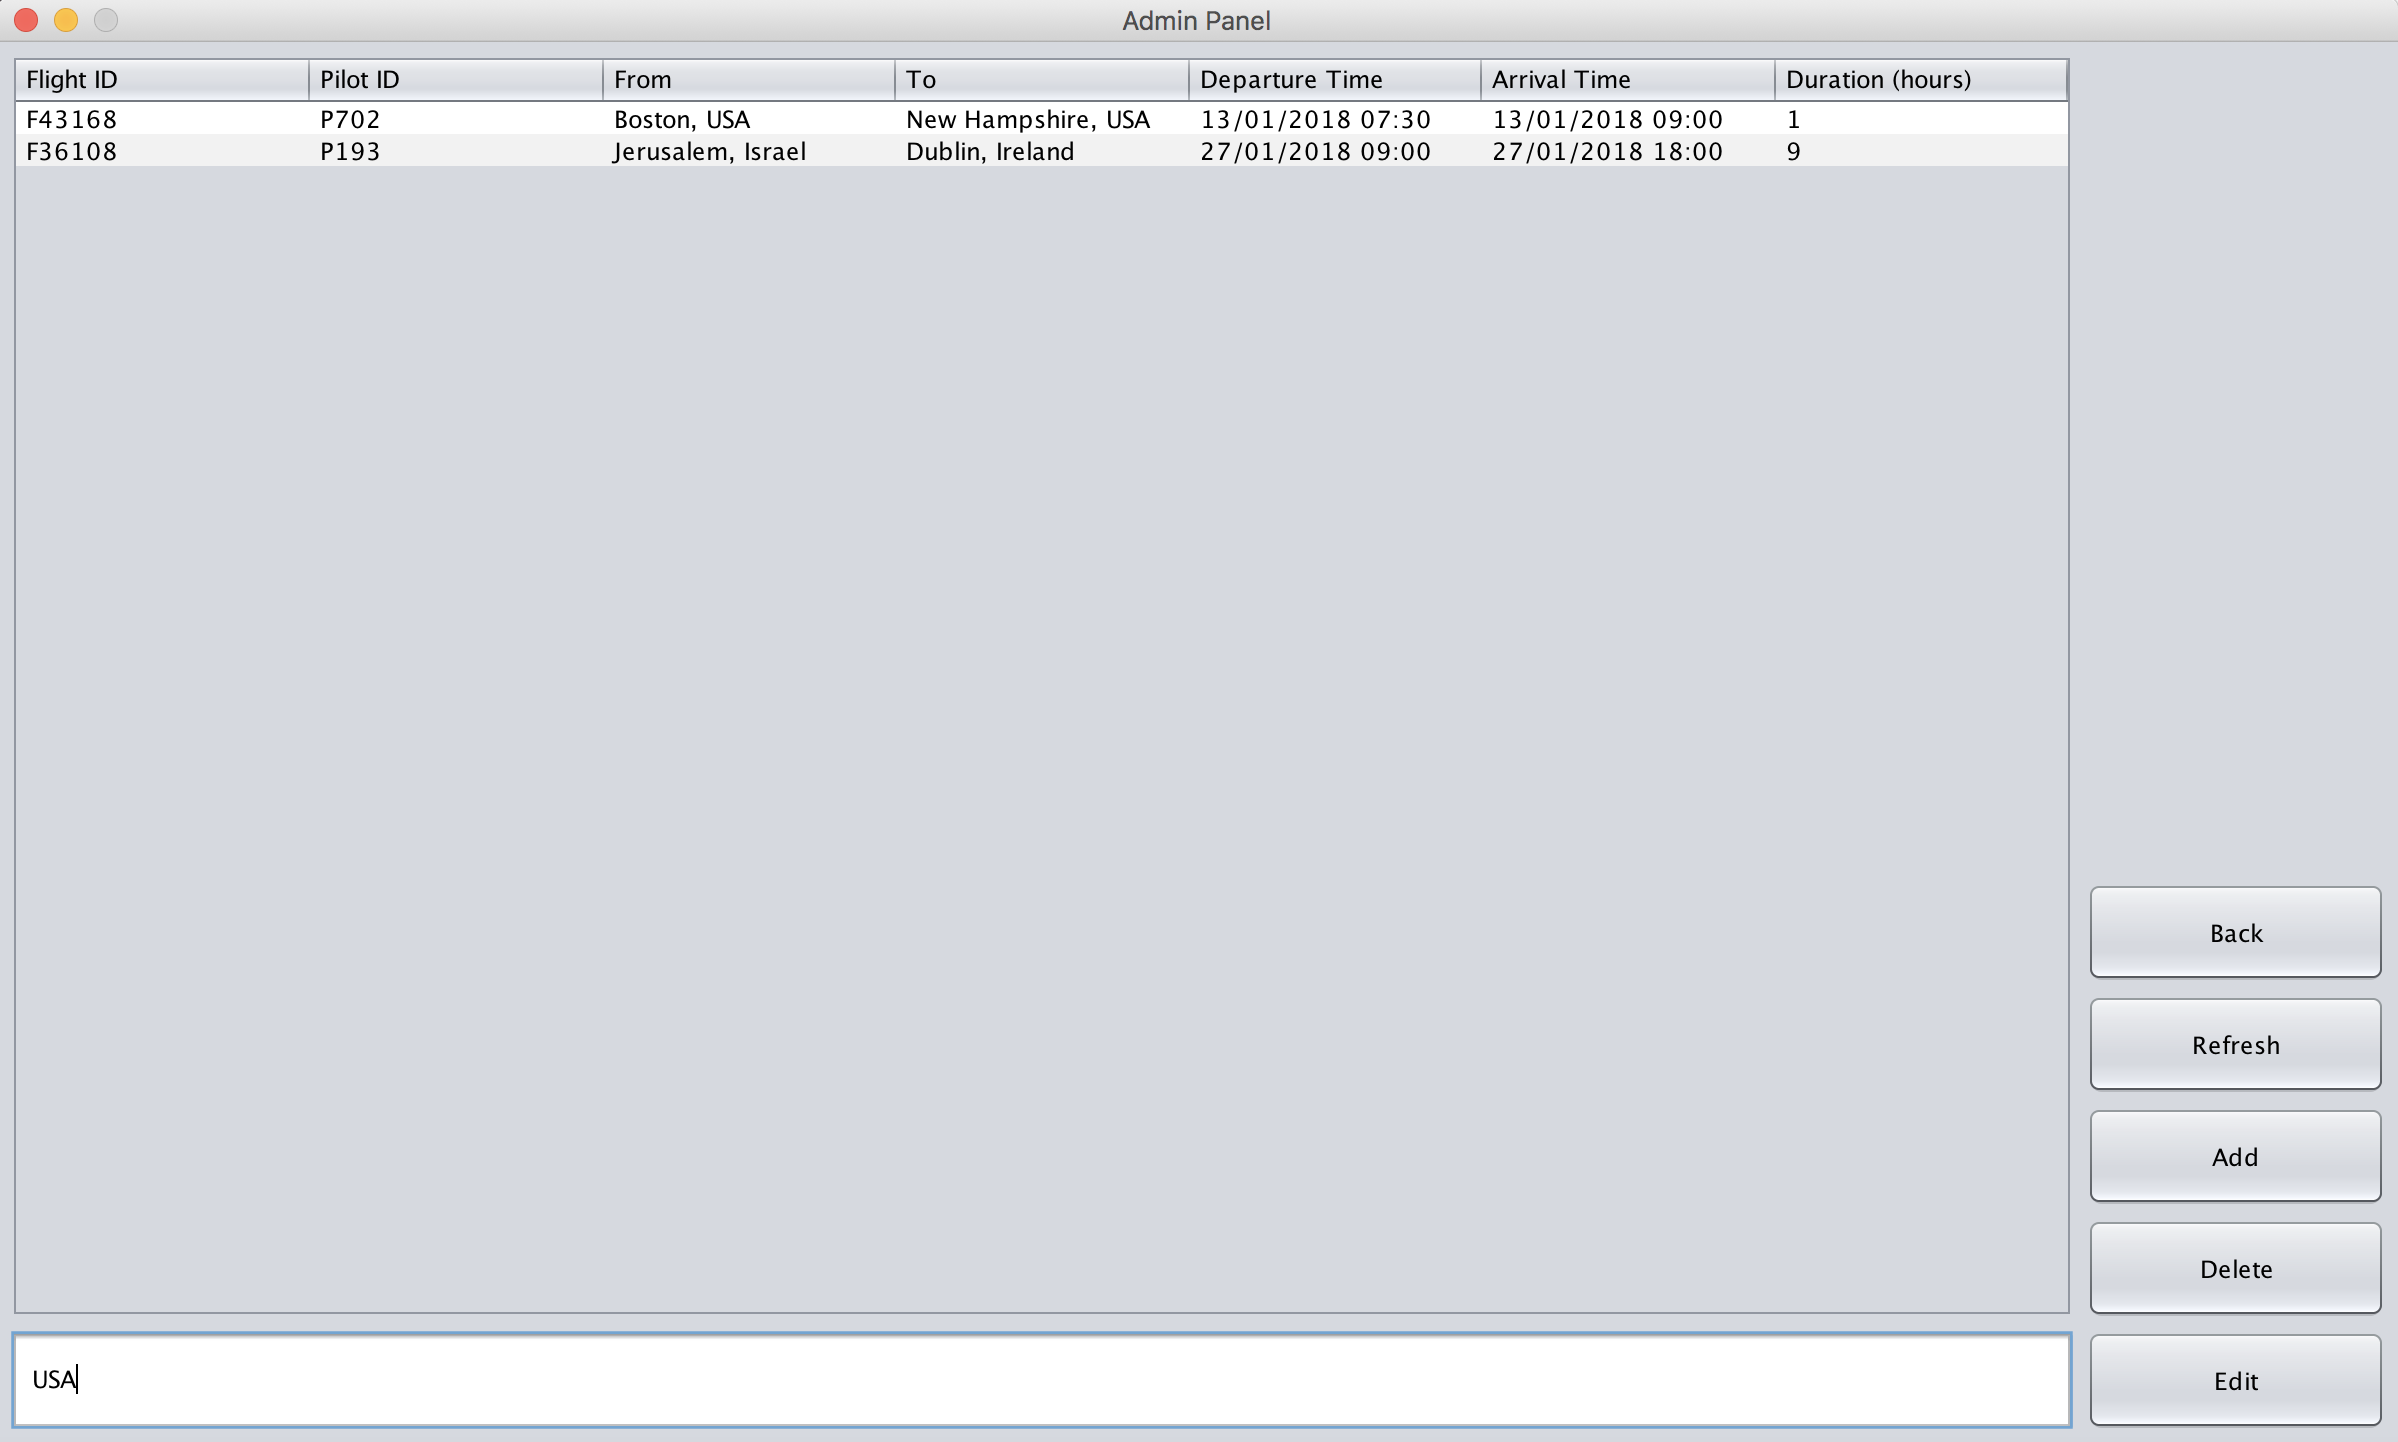 Admin Panel
Flight ID Pilot ID From To Departure Time Arrival Time Duration (hours)
F43168 P702 Boston, USA New Hampshire, USA 13/01/2018 07:30 13/01/2018 09:00 1
F36108 P193 Jerusalem, Israel Dublin, Ireland 27/01/2018 09:00 27/01/2018 18:00 9
Back
Refresh
Add
Delete
USA
Edit